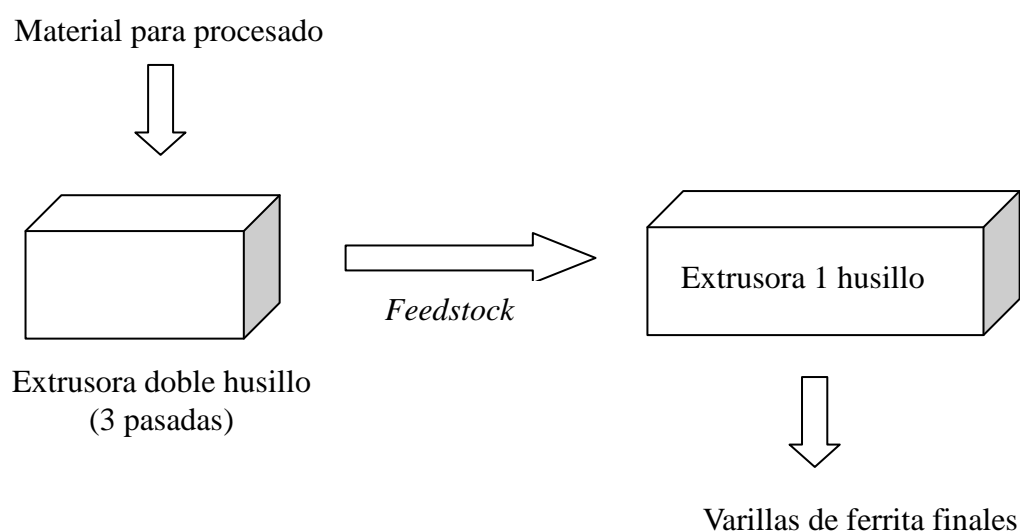 Material para procesado
Extrusora 1 husillo
Feedstock
Extrusora doble husillo
(3 pasadas)
Varillas de ferrita finales